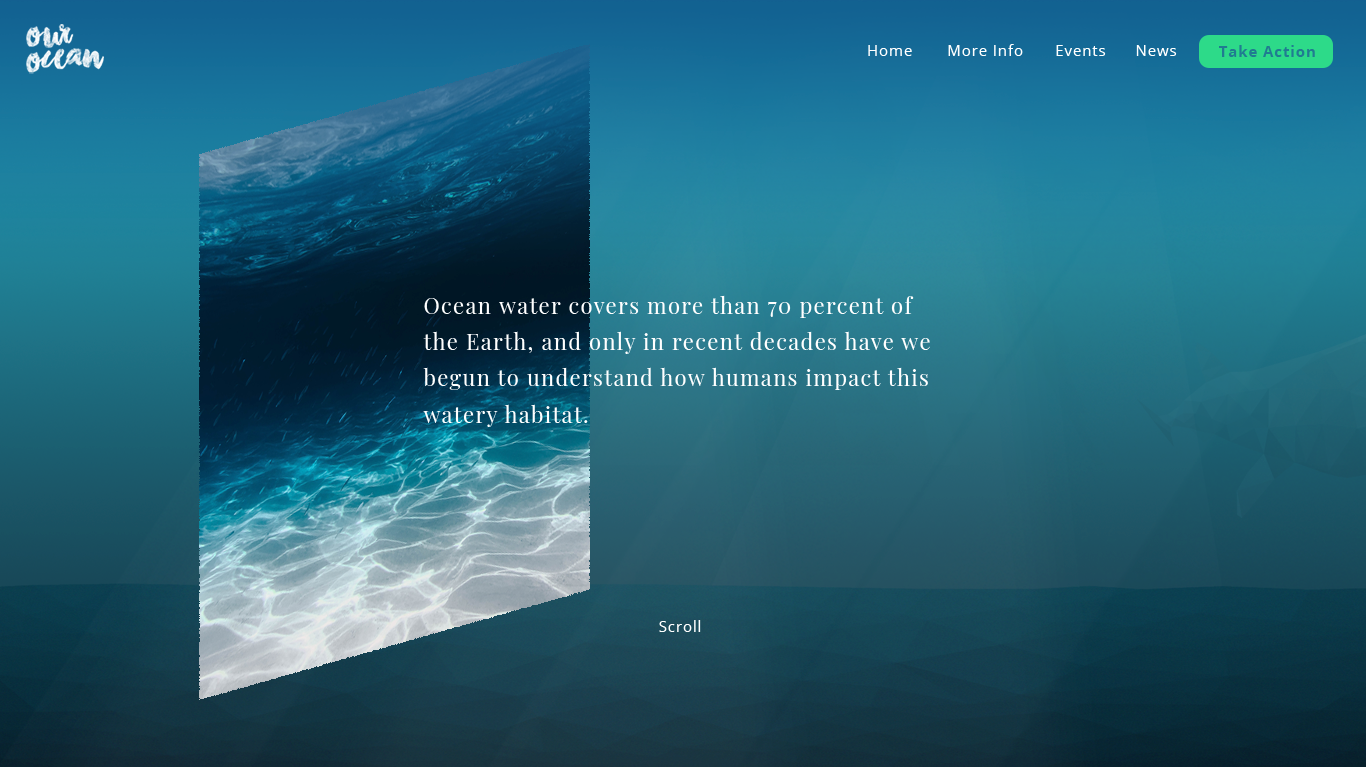 our
ocean
Home More Info Events News Take Action
Ocean water covers more than 70 percent of
the Earth, and only in recent decades have we
begun to understand how humans impact this
watery habitat.
Scroll